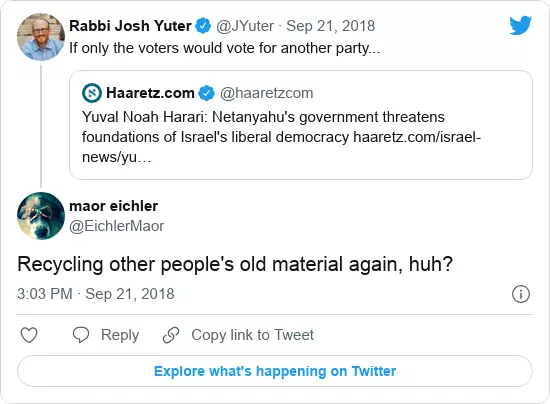 Rabbi Josh Yuter @JYuter · Sep 21, 2018
If only the voters would vote for another party...
Haaretz.com @haaretzcom
Yuval Noah Harari: Netanyahu's government threatens
foundations of Israel's liberal democracy haaretz.com/israel-
news/yu…
maor eichler
@EichlerMaor
Recycling other people's old material again, huh?
3:03 PM · Sep 21, 2018
Reply Copy link to Tweet
Explore what's happening on Twitter